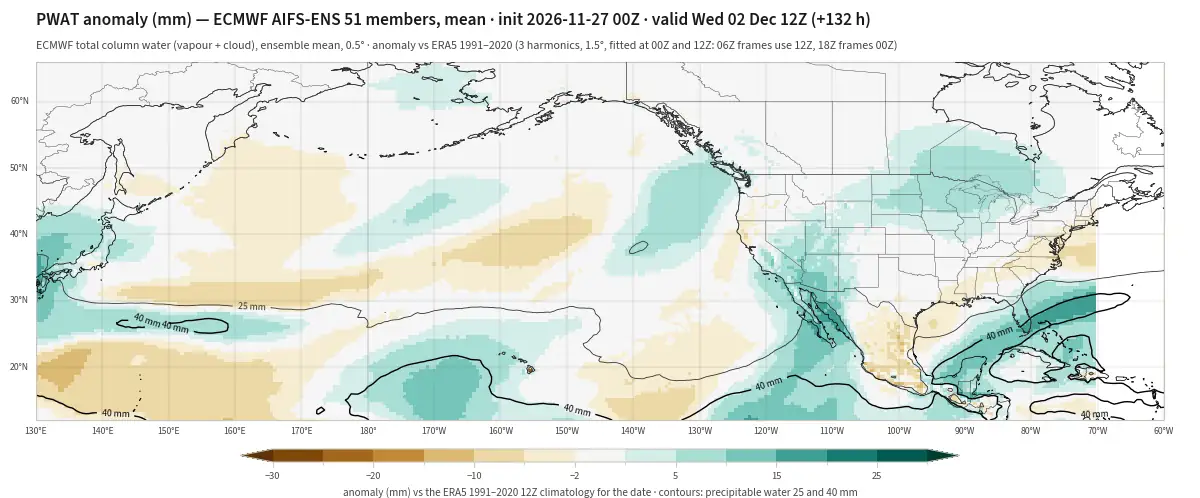 PWAT anomaly (mm) — ECMWF AIFS-ENS 51 members, mean · init 2026-11-27 00Z · valid Wed 02 Dec 12Z (+132 h)
ECMWF total column water (vapour + cloud), ensemble mean, 0.5° · anomaly vs ERA5 1991–2020 (3 harmonics, 1.5°, fitted at 00Z and 12Z: 06Z frames use 12Z, 18Z frames 00Z)
60°N
50°N
40°N
30°N
20°N
25 mm
40 mm 40 mm
40 mm
40 mm
40 mm
40 mm
40 mm
130°E 140°E 150°E 160°E 170°E 180° 170°W 160°W 150°W 140°W 130°W 120°W 110°W 100°W 90°W 80°W 70°W 60°W
−30 −20 −10 −2 5 15 25
anomaly (mm) vs the ERA5 1991–2020 12Z climatology for the date · contours: precipitable water 25 and 40 mm